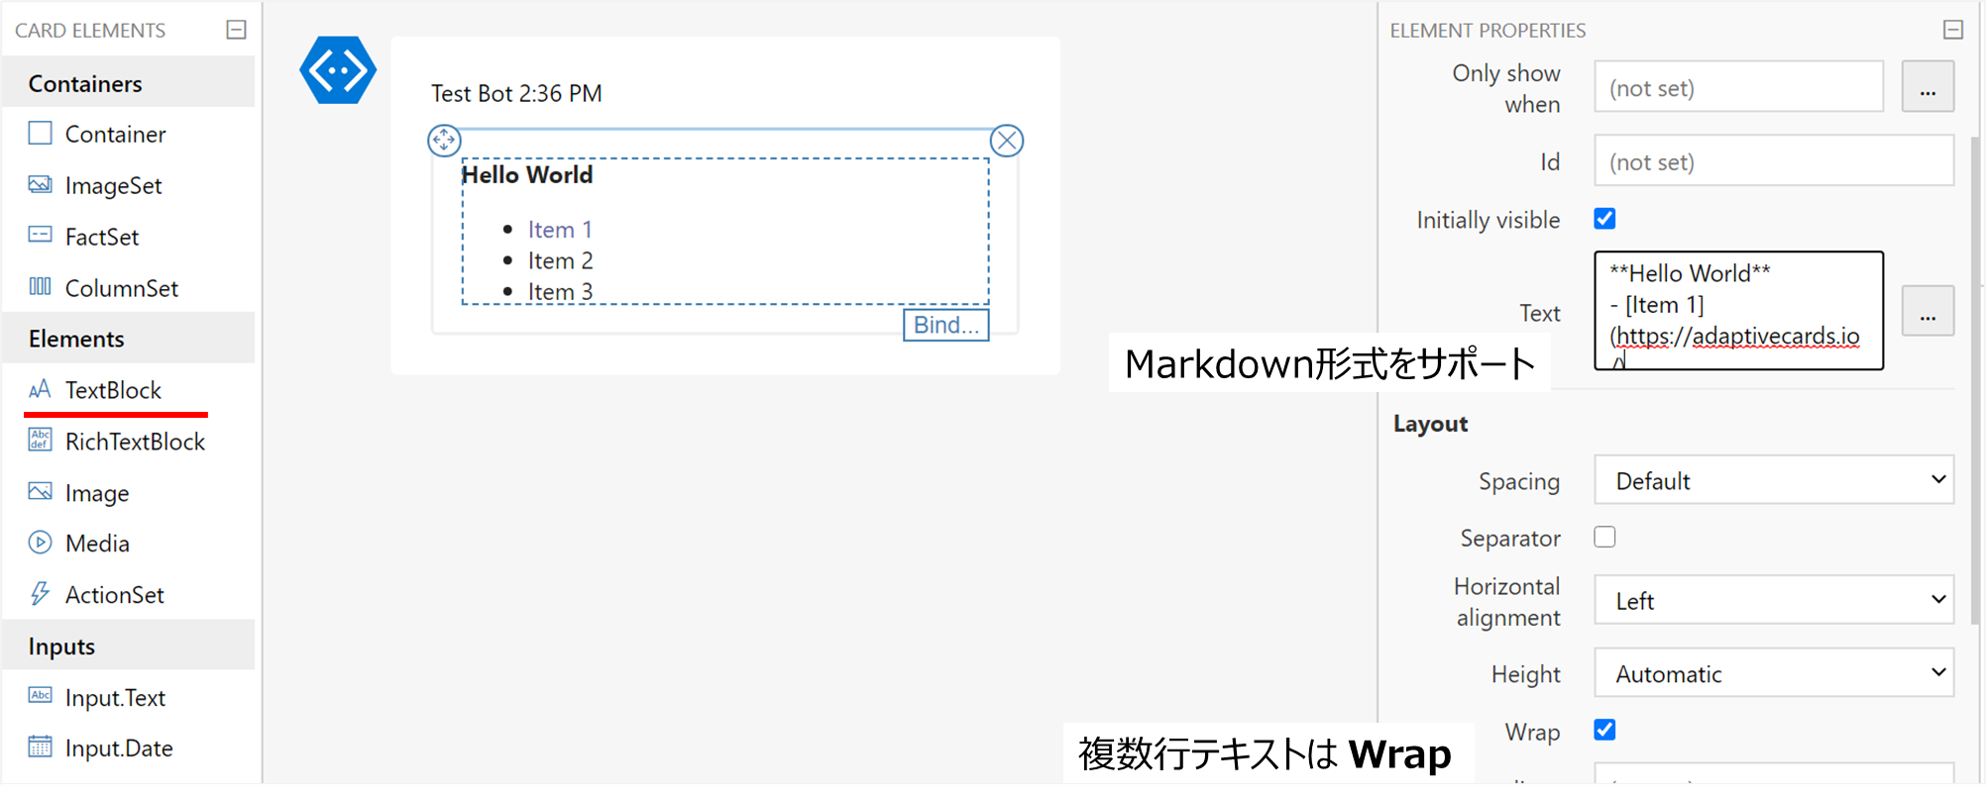 CARD ELEMENTS
Containers
Container
ImageSet
FactSet
ColumnSet
Elements
TextBlock
RichTextBlock
Image
Media
ActionSet
Inputs
Input.Text
Input.Date
Test Bot 2:36 PM
Hello World
• Item 1
• Item 2
• Item 3
Bind...
Markdown形式をサポート
複数行テキストは Wrap
ELEMENT PROPERTIES
Only show
when
(not set)
...
Id
(not set)
Initially visible
Text
**Hello World**
- [Item 1]
(https://adaptivecards.io
/)
...
Layout
Spacing
Default
Separator
Horizontal
alignment
Left
Height
Automatic
Wrap